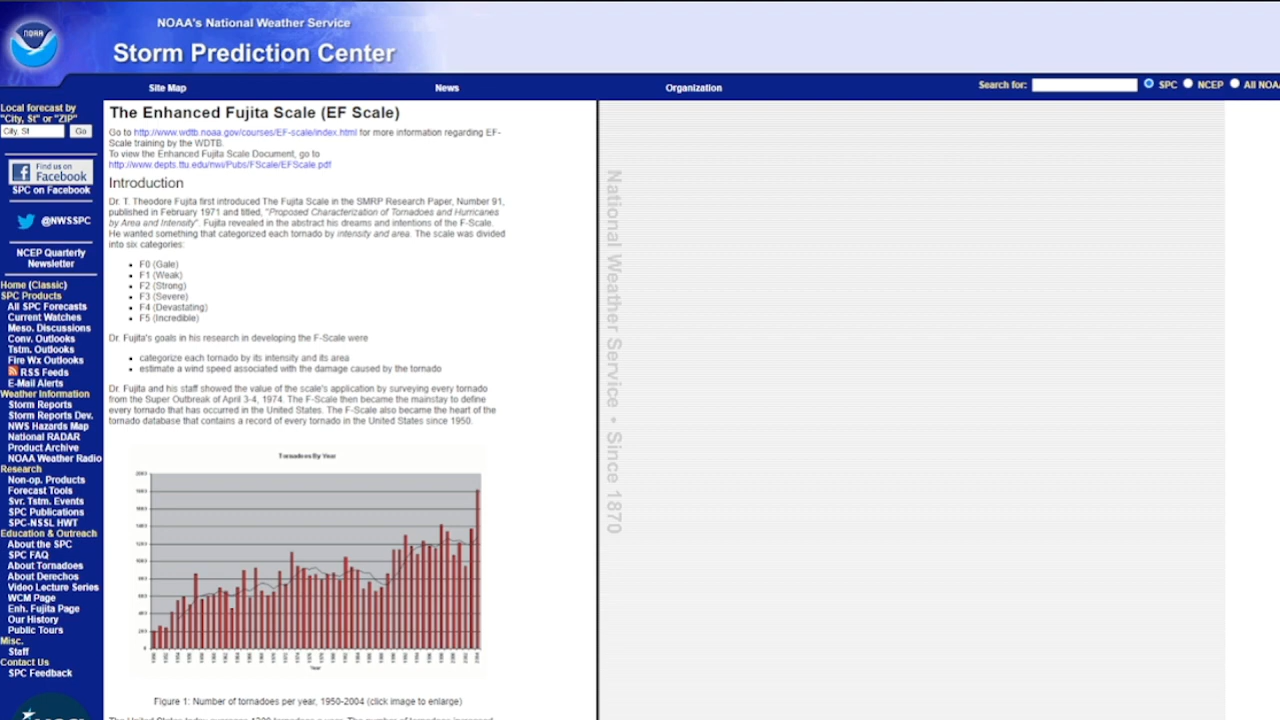 NOAA's National Weather Service
NOAA
Storm Prediction Center
Site Map
News
Organization
Search for:
SPC
NCEP
All NOAA
Local forecast by
"City, St" or "ZIP"
City, St
Go
Find us on
Facebook
SPC on Facebook
@NWSSPC
NCEP Quarterly
Newsletter
Home (Classic)
SPC Products
All SPC Forecasts
Current Watches
Meso. Discussions
Conv. Outlooks
Tstm. Outlooks
Fire Wx Outlooks
RSS Feeds
E-Mail Alerts
Weather Information
Storm Reports
Storm Reports Dev.
NWS Hazards Map
National RADAR
Product Archive
NOAA Weather Radio
Research
Non-op. Products
Forecast Tools
Svr. Tstm. Events
SPC Publications
SPC-NSSL HWT
Education & Outreach
About the SPC
SPC FAQ
About Tornadoes
About Derechos
Video Lecture Series
WCM Page
Enh. Fujita Page
Our History
Public Tours
Misc.
Staff
Contact Us
SPC Feedback
The Enhanced Fujita Scale (EF Scale)
Go to http://www.wdtb.noaa.gov/courses/EF-scale/index.html for more information regarding EF-
Scale training by the WDTB.
To view the Enhanced Fujita Scale Document, go to
http://www.depts.ttu.edu/nwi/Pubs/FScale/EFScale.pdf
Introduction
Dr. T. Theodore Fujita first introduced The Fujita Scale in the SMRP Research Paper, Number 91,
published in February 1971 and titled, "Proposed Characterization of Tornadoes and Hurricanes
by Area and Intensity". Fujita revealed in the abstract his dreams and intentions of the F-Scale.
He wanted something that categorized each tornado by intensity and area. The scale was divided
into six categories:
F0 (Gale)
F1 (Weak)
F2 (Strong)
F3 (Severe)
F4 (Devastating)
F5 (Incredible)
Dr. Fujita's goals in his research in developing the F-Scale were
categorize each tornado by its intensity and its area
estimate a wind speed associated with the damage caused by the tornado
Dr. Fujita and his staff showed the value of the scale's application by surveying every tornado
from the Super Outbreak of April 3-4, 1974. The F-Scale then became the mainstay to define
every tornado that has occurred in the United States. The F-Scale also became the heart of the
tornado database that contains a record of every tornado in the United States since 1950.
Tornadoes By Year
Year
Figure 1: Number of tornadoes per year, 1950-2004 (click image to enlarge)
National Weather Service • Since 1870